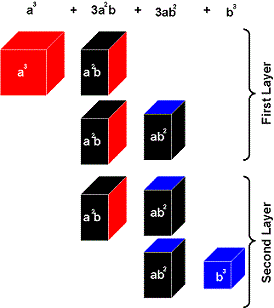 a³ + 3a²b + 3ab² + b³
a³ a²b
a²b ab²
First Layer
a²b ab²
ab² b³
Second Layer